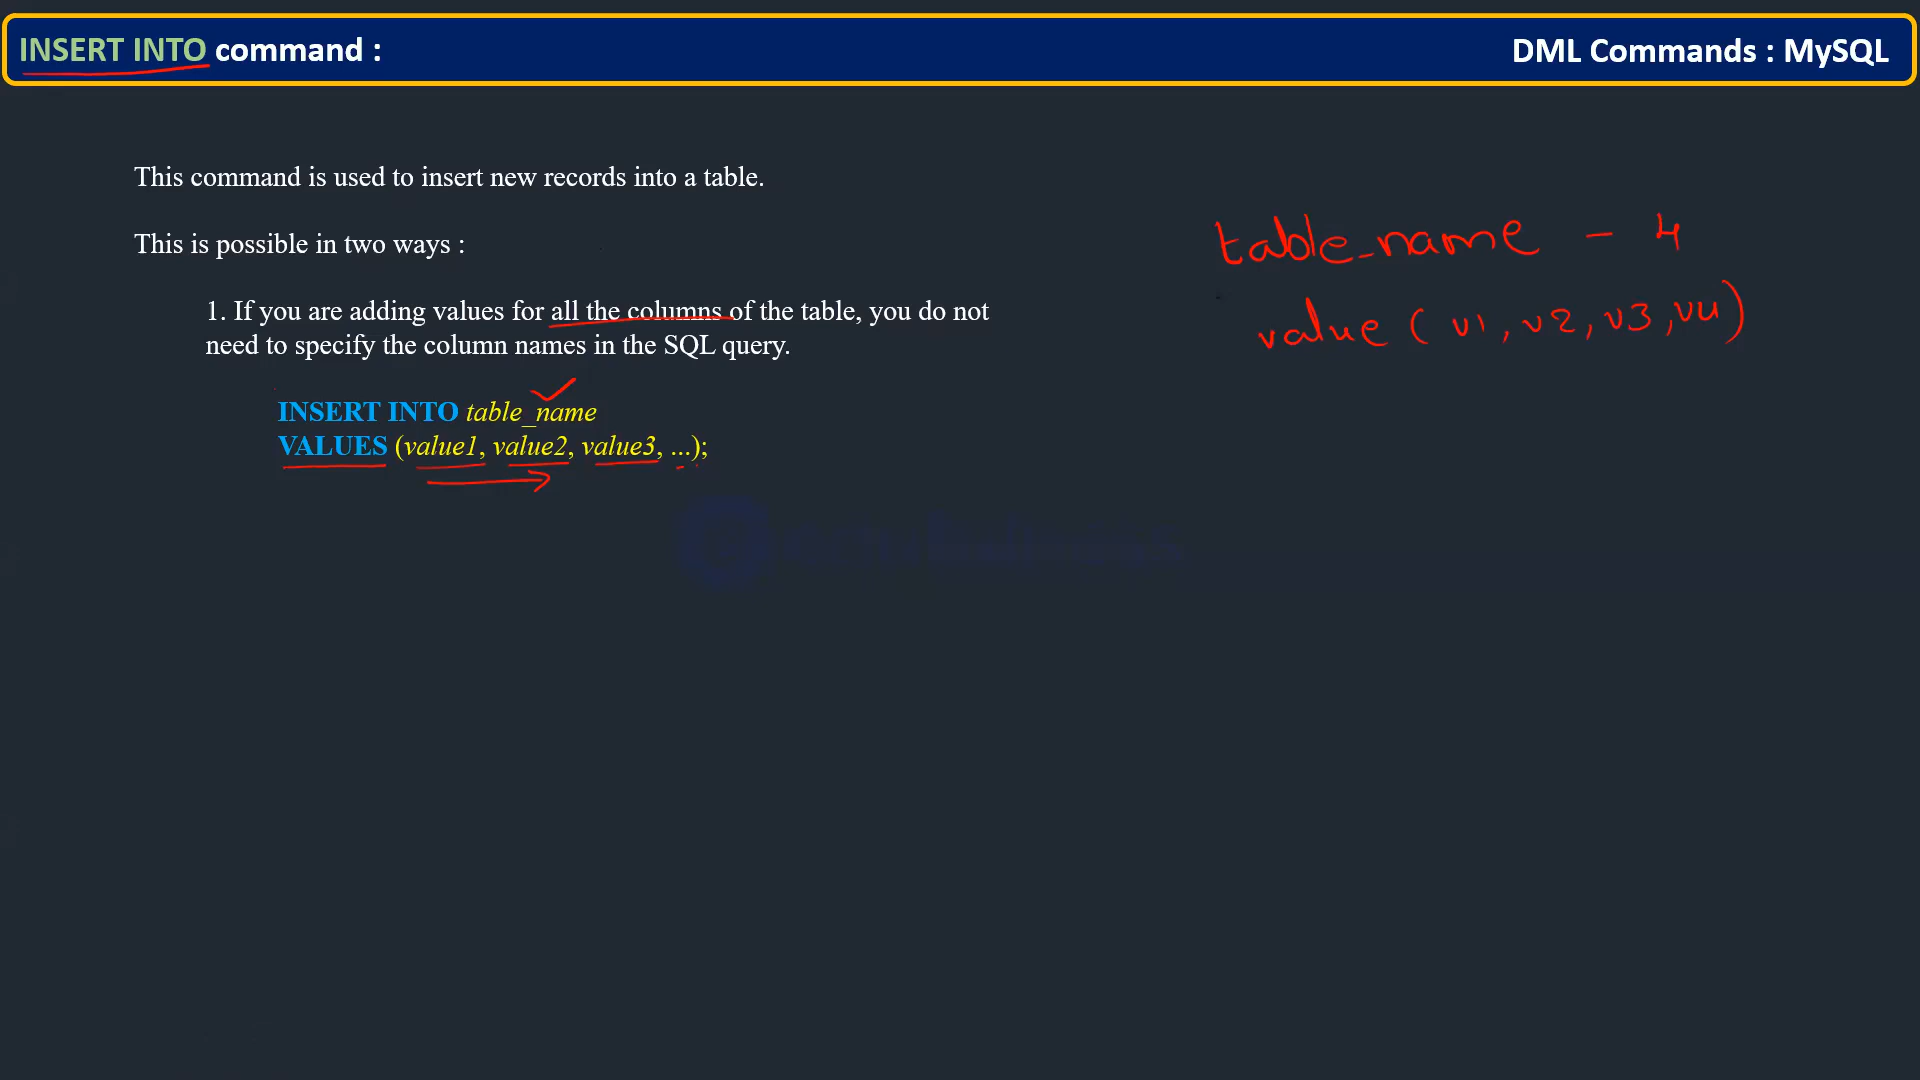 INSERT INTO command :
DML Commands : MySQL
This command is used to insert new records into a table.
This is possible in two ways :
1. If you are adding values for all the columns of the table, you do not
need to specify the column names in the SQL query.
INSERT INTO table_name
VALUES (value1, value2, value3, ...);
table_name - 4
value ( v1, v2, v3, v4)